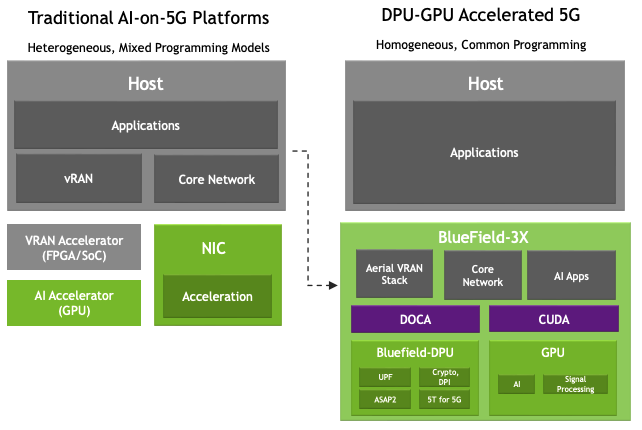 Traditional AI-on-5G Platforms
Heterogeneous, Mixed Programming Models
Host
Applications
vRAN
Core Network
VRAN Accelerator
(FPGA/SoC)
AI Accelerator
(GPU)
NIC
Acceleration
DPU-GPU Accelerated 5G
Homogeneous, Common Programming
Host
Applications
BlueField-3X
Aerial VRAN
Stack
Core
Network
AI Apps
DOCA
CUDA
Bluefield-DPU
UPF
Crypto,
DPI
ASAP2
5T for 5G
GPU
AI
Signal
Processing